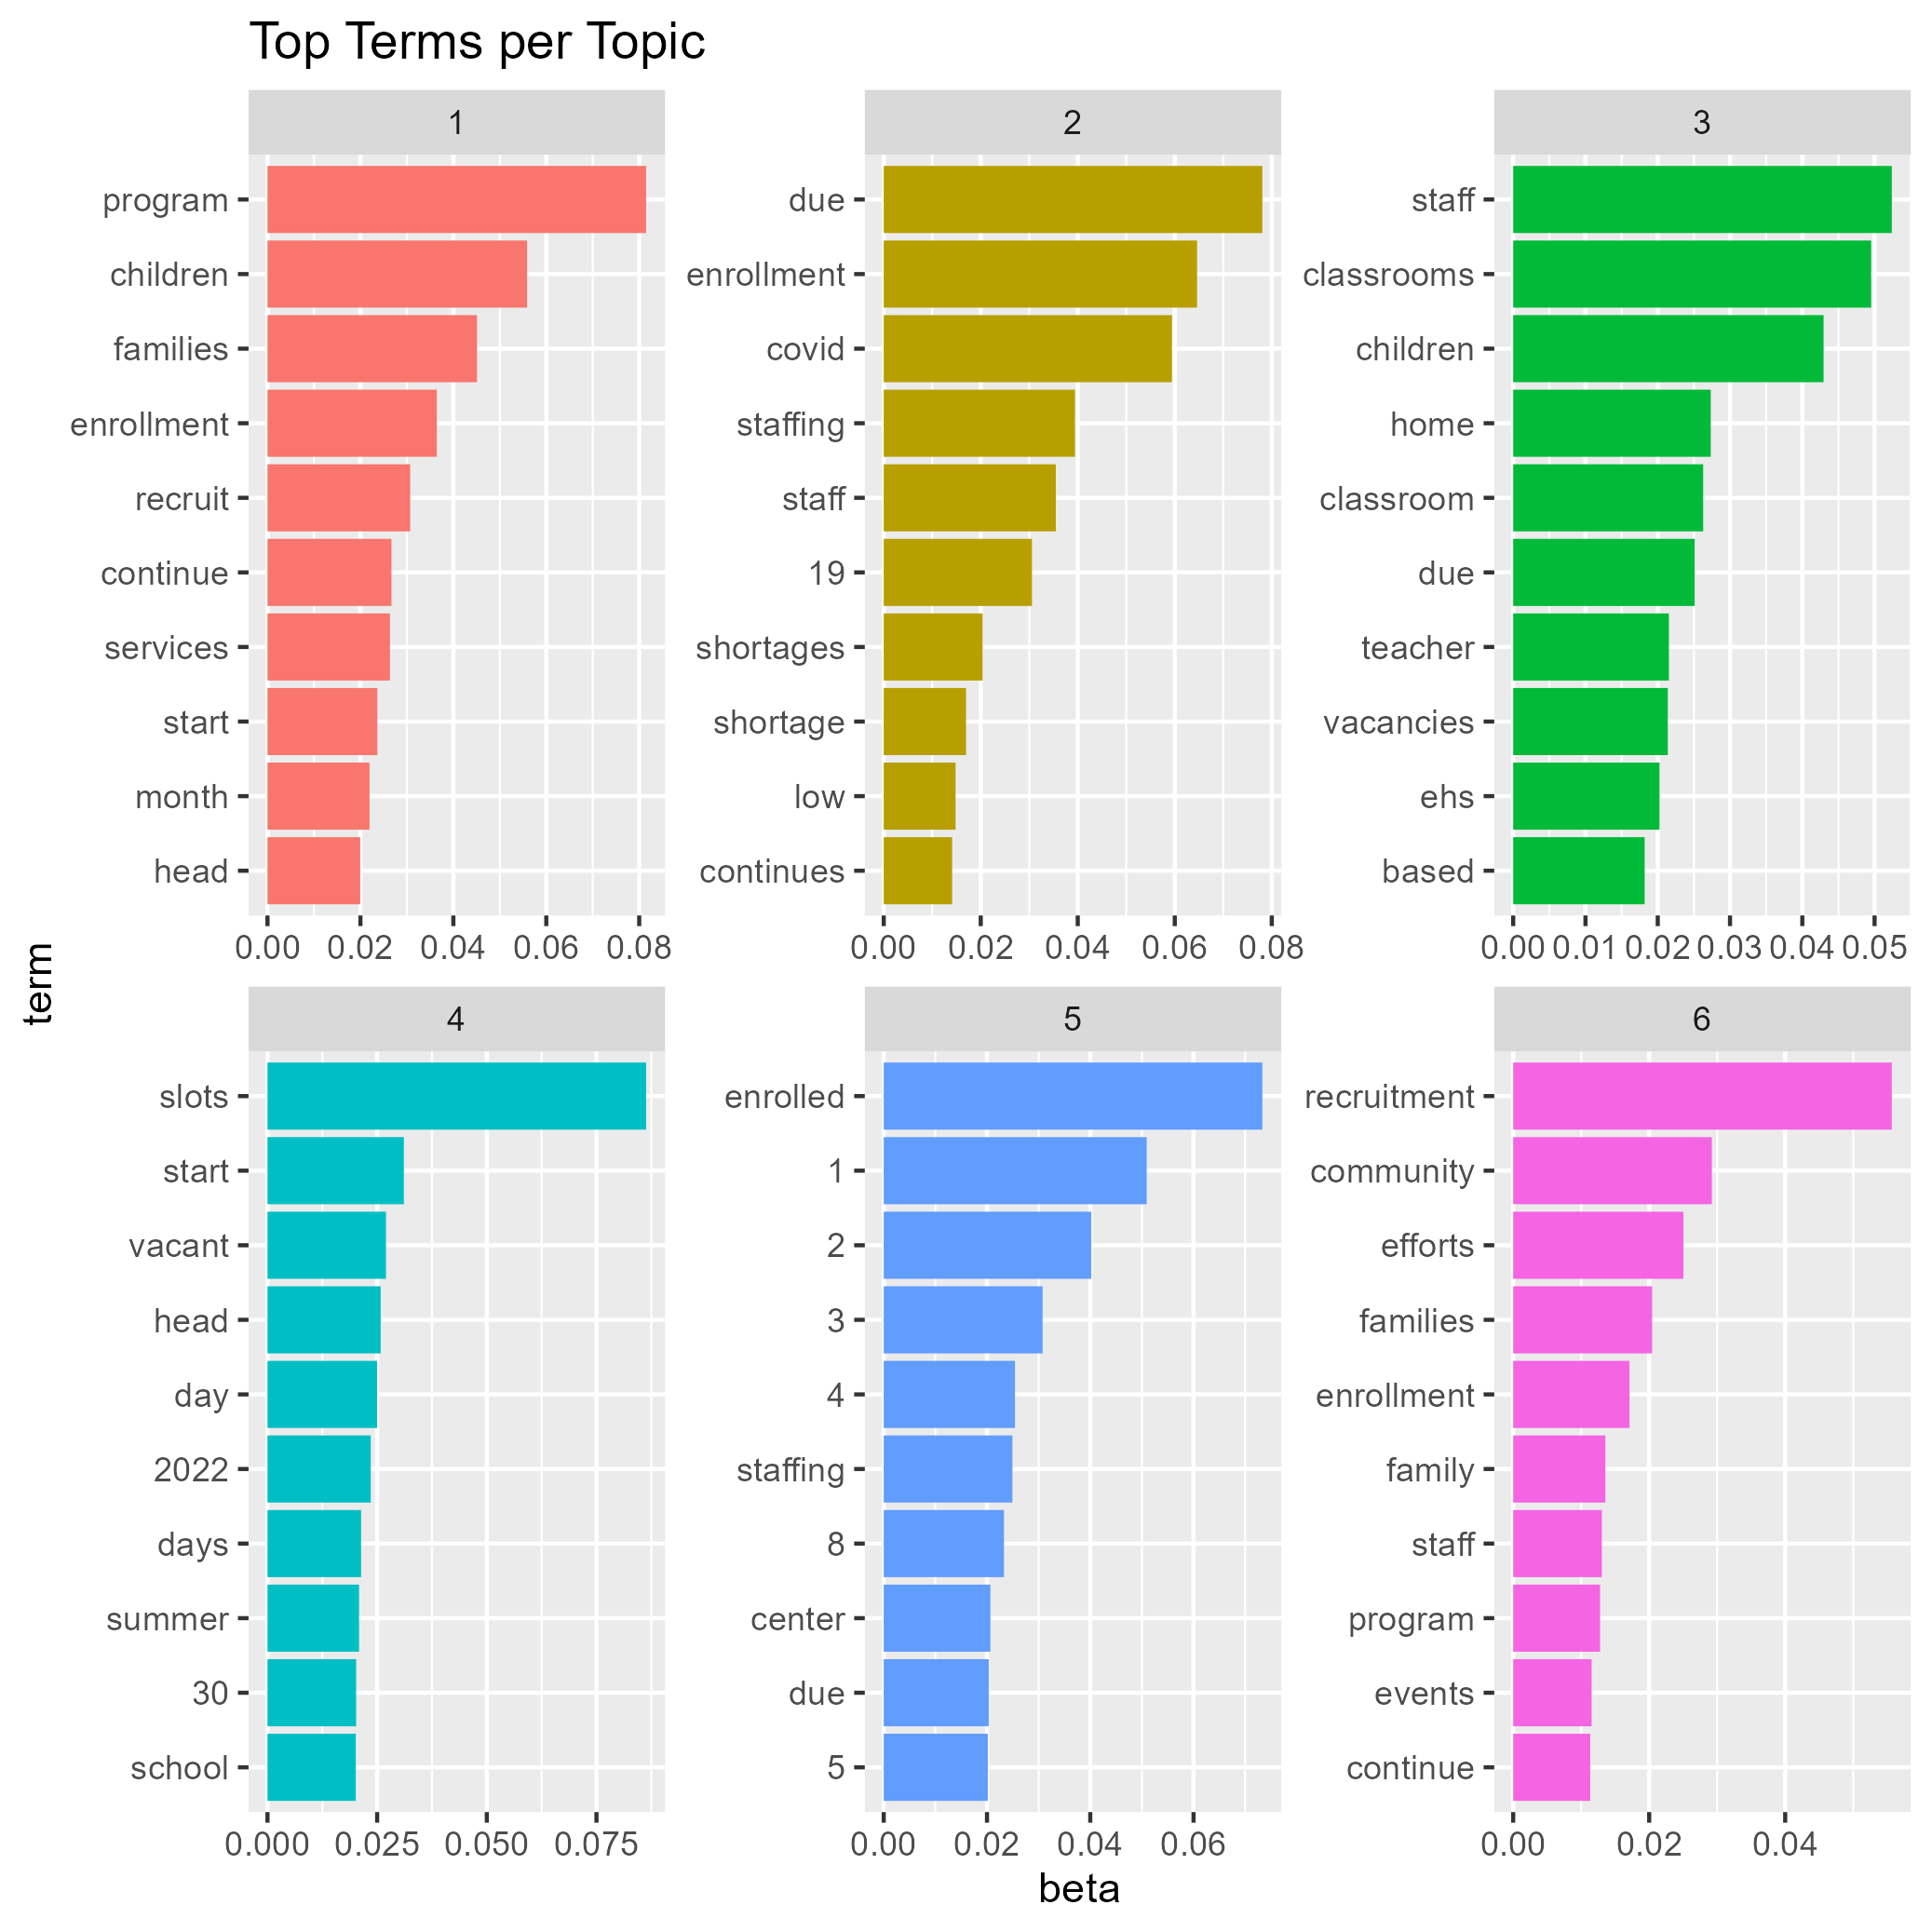 Top Terms per Topic
1
program
children
families
enrollment
recruit
continue
services
start
month
head
0.00 0.02 0.04 0.06 0.08
2
due
enrollment
covid
staffing
staff
19
shortages
shortage
low
continues
0.00 0.02 0.04 0.06 0.08
3
staff
classrooms
children
home
classroom
due
teacher
vacancies
ehs
based
0.00 0.01 0.02 0.03 0.04 0.05
term
4
slots
start
vacant
head
day
2022
days
summer
30
school
0.000 0.025 0.050 0.075
5
enrolled
1
2
3
4
staffing
8
center
due
5
0.00 0.02 0.04 0.06
6
recruitment
community
efforts
families
enrollment
family
staff
program
events
continue
0.00 0.02 0.04
beta